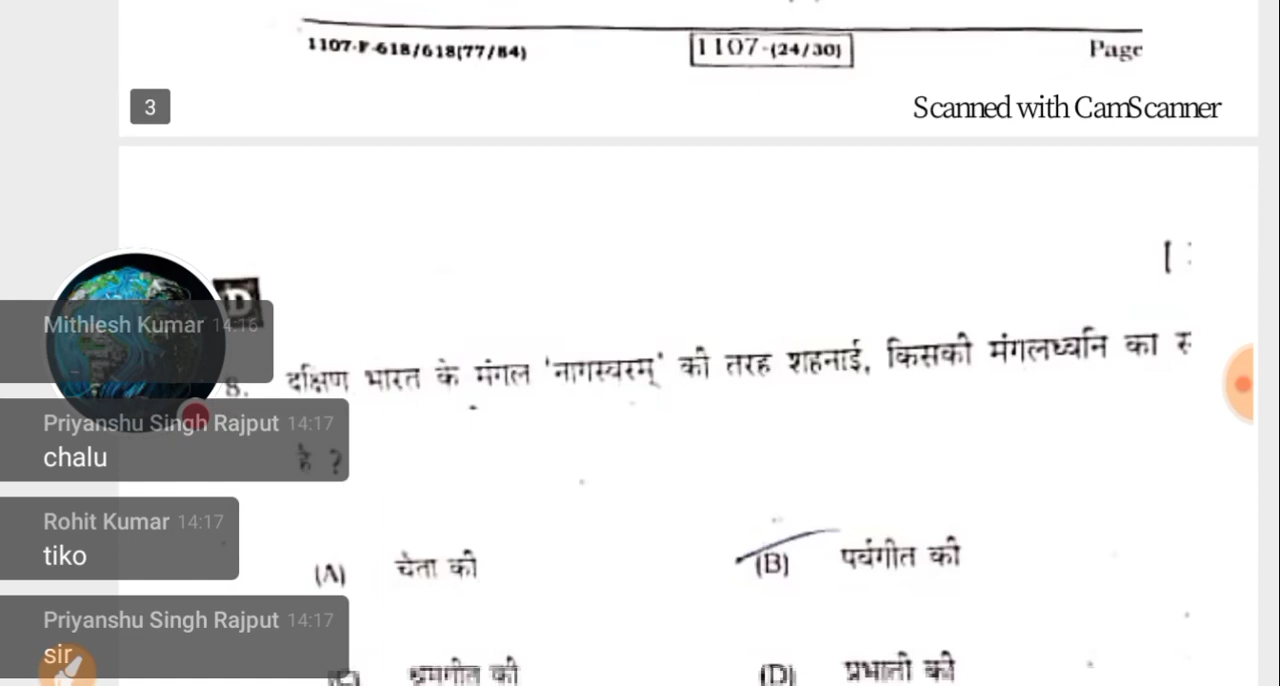 1107-F-618/618(77/84)
1107-(24/30)
Page
3
Scanned with CamScanner
D
Mithlesh Kumar 14:16
8. दक्षिण भारत के मंगल 'नागस्वरम्' की तरह शहनाई, किसकी मंगलध्वनि का
है ?
Priyanshu Singh Rajput 14:17
chalu
Rohit Kumar 14:17
tiko
(A) चेता की
(B) पर्वगीत की
Priyanshu Singh Rajput 14:17
sir
(C) श्रमगीत की
(D) प्रभाती की